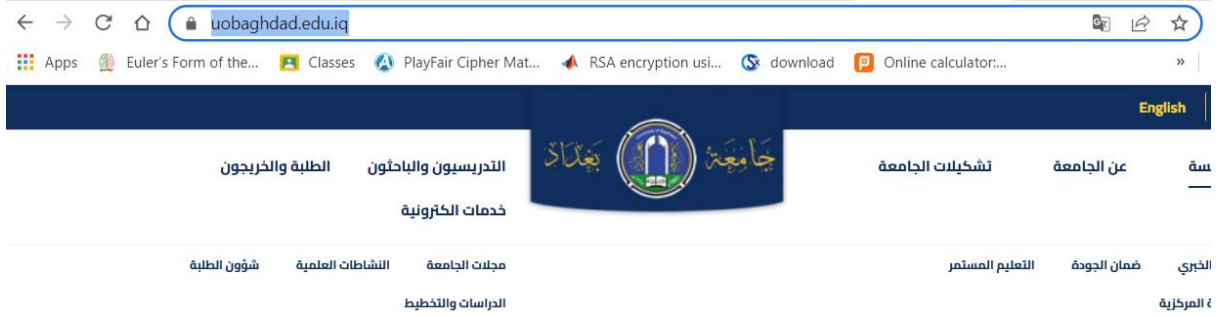 uobaghdad.edu.iq
Apps Euler's Form of the... Classes PlayFair Cipher Mat... RSA encryption usi... download Online calculator:... »
English
جامعة بغداد
عن الجامعة تشكيلات الجامعة التدريسيون والباحثون الطلبة والخريجون
خدمات الكترونية
ضمان الجودة التعليم المستمر مجلات الجامعة النشاطات العلمية شؤون الطلبة
الدراسات والتخطيط